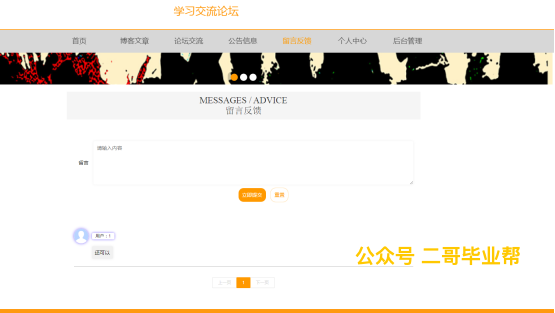 学习交流论坛
首页 博客文章 论坛交流 公告信息 留言反馈 个人中心 后台管理
MESSAGES / ADVICE
留言反馈
请输入内容
留言
立即提交 重置
用户：1
还可以
公众号 二哥毕业帮
上一页 1 下一页